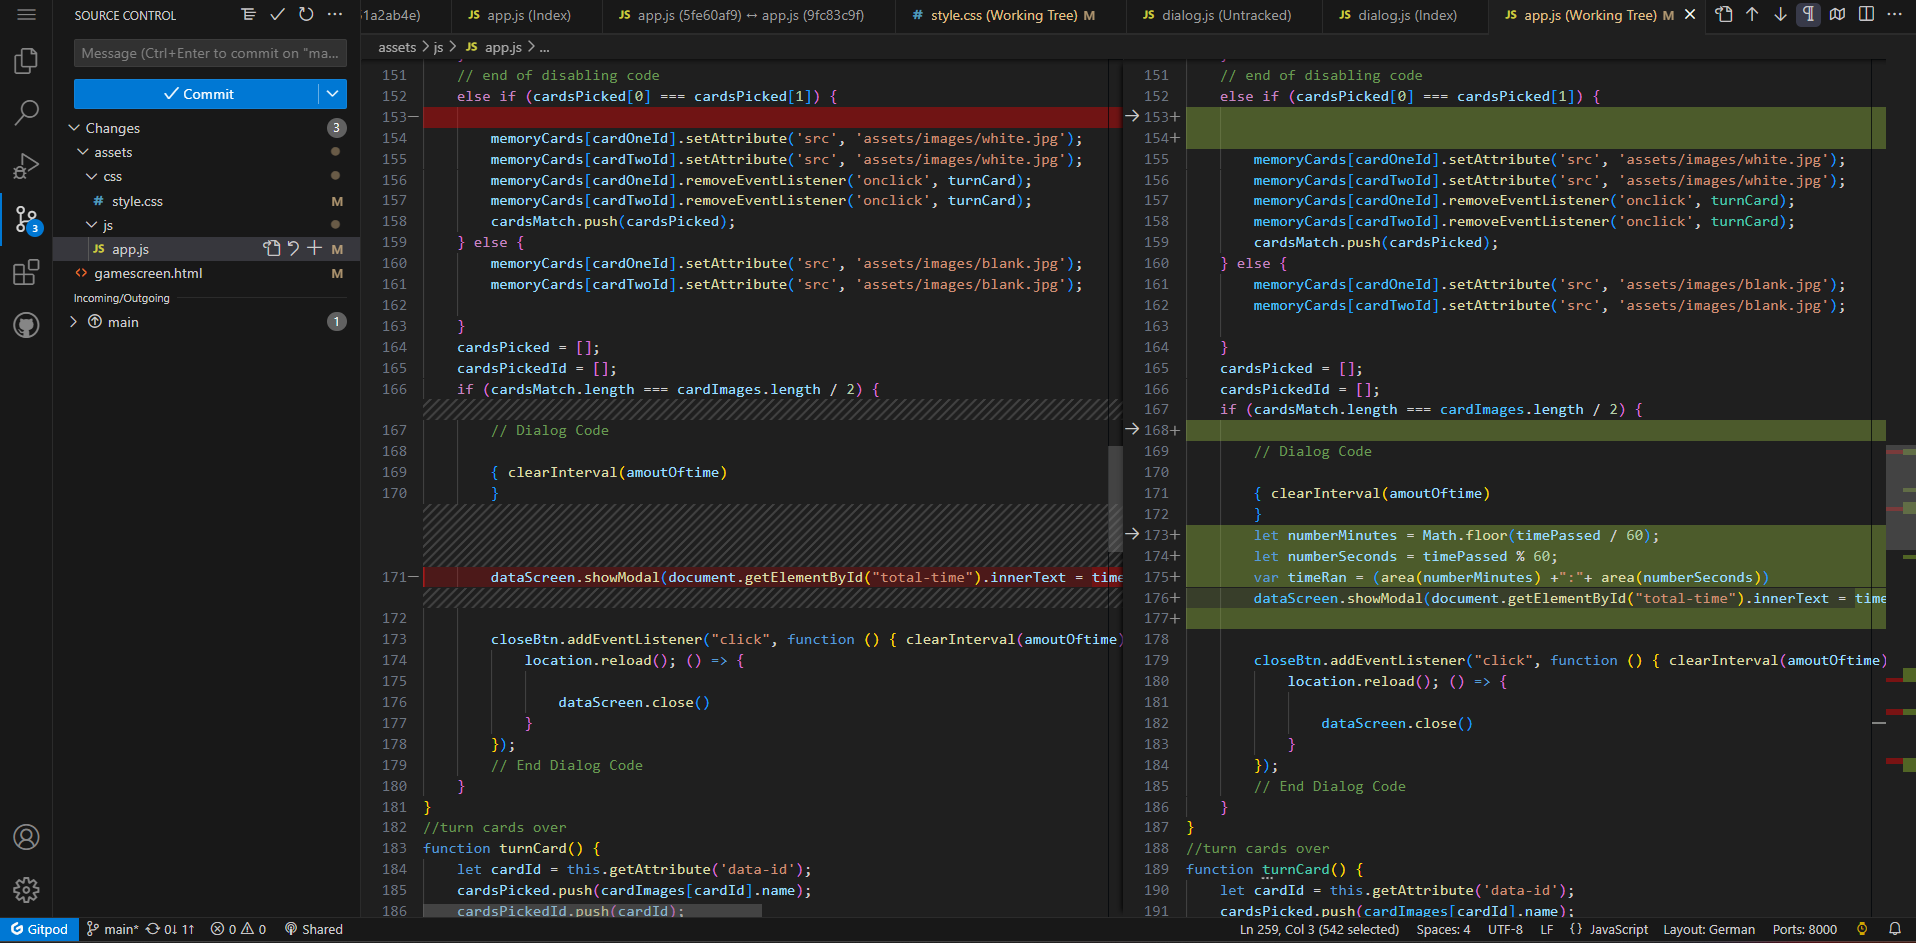 SOURCE CONTROL
Message (Ctrl+Enter to commit on "ma...
Commit
Changes 3
assets
css
# style.css M
js
JS app.js M
<> gamescreen.html M
Incoming/Outgoing
main 1
3
51a2ab4e)
JS app.js (Index)
JS app.js (5fe60af9) ↔ app.js (9fc83c9f)
# style.css (Working Tree) M
JS dialog.js (Untracked)
JS dialog.js (Index)
JS app.js (Working Tree) M
assets > js > JS app.js > ...
151 // end of disabling code
152 else if (cardsPicked[0] === cardsPicked[1]) {
153—
154 memoryCards[cardOneId].setAttribute('src', 'assets/images/white.jpg');
155 memoryCards[cardTwoId].setAttribute('src', 'assets/images/white.jpg');
156 memoryCards[cardOneId].removeEventListener('onclick', turnCard);
157 memoryCards[cardTwoId].removeEventListener('onclick', turnCard);
158 cardsMatch.push(cardsPicked);
159 } else {
160 memoryCards[cardOneId].setAttribute('src', 'assets/images/blank.jpg');
161 memoryCards[cardTwoId].setAttribute('src', 'assets/images/blank.jpg');
162
163 }
164 cardsPicked = [];
165 cardsPickedId = [];
166 if (cardsMatch.length === cardImages.length / 2) {
167 // Dialog Code
168
169 { clearInterval(amoutOftime)
170 }
171— dataScreen.showModal(document.getElementById("total-time").innerText = time
172
173 closeBtn.addEventListener("click", function () { clearInterval(amoutOftime)
174 location.reload(); () => {
175
176 dataScreen.close()
177 }
178 });
179 // End Dialog Code
180 }
181 }
182 //turn cards over
183 function turnCard() {
184 let cardId = this.getAttribute('data-id');
185 cardsPicked.push(cardImages[cardId].name);
186 cardsPickedId.push(cardId);
151 // end of disabling code
152 else if (cardsPicked[0] === cardsPicked[1]) {
153+
154+
155 memoryCards[cardOneId].setAttribute('src', 'assets/images/white.jpg');
156 memoryCards[cardTwoId].setAttribute('src', 'assets/images/white.jpg');
157 memoryCards[cardOneId].removeEventListener('onclick', turnCard);
158 memoryCards[cardTwoId].removeEventListener('onclick', turnCard);
159 cardsMatch.push(cardsPicked);
160 } else {
161 memoryCards[cardOneId].setAttribute('src', 'assets/images/blank.jpg');
162 memoryCards[cardTwoId].setAttribute('src', 'assets/images/blank.jpg');
163
164 }
165 cardsPicked = [];
166 cardsPickedId = [];
167 if (cardsMatch.length === cardImages.length / 2) {
168+
169 // Dialog Code
170
171 { clearInterval(amoutOftime)
172 }
173+ let numberMinutes = Math.floor(timePassed / 60);
174+ let numberSeconds = timePassed % 60;
175+ var timeRan = (area(numberMinutes) +":"+ area(numberSeconds))
176+ dataScreen.showModal(document.getElementById("total-time").innerText = time
177+
178
179 closeBtn.addEventListener("click", function () { clearInterval(amoutOftime)
180 location.reload(); () => {
181
182 dataScreen.close()
183 }
184 });
185 // End Dialog Code
186 }
187 }
188 //turn cards over
189 function turnCard() {
190 let cardId = this.getAttribute('data-id');
191 cardsPicked.push(cardImages[cardId].name);
Gitpod main* 0↓ 1↑ 0 0 Shared
Ln 259, Col 3 (542 selected) Spaces: 4 UTF-8 LF {} JavaScript Layout: German Ports: 8000